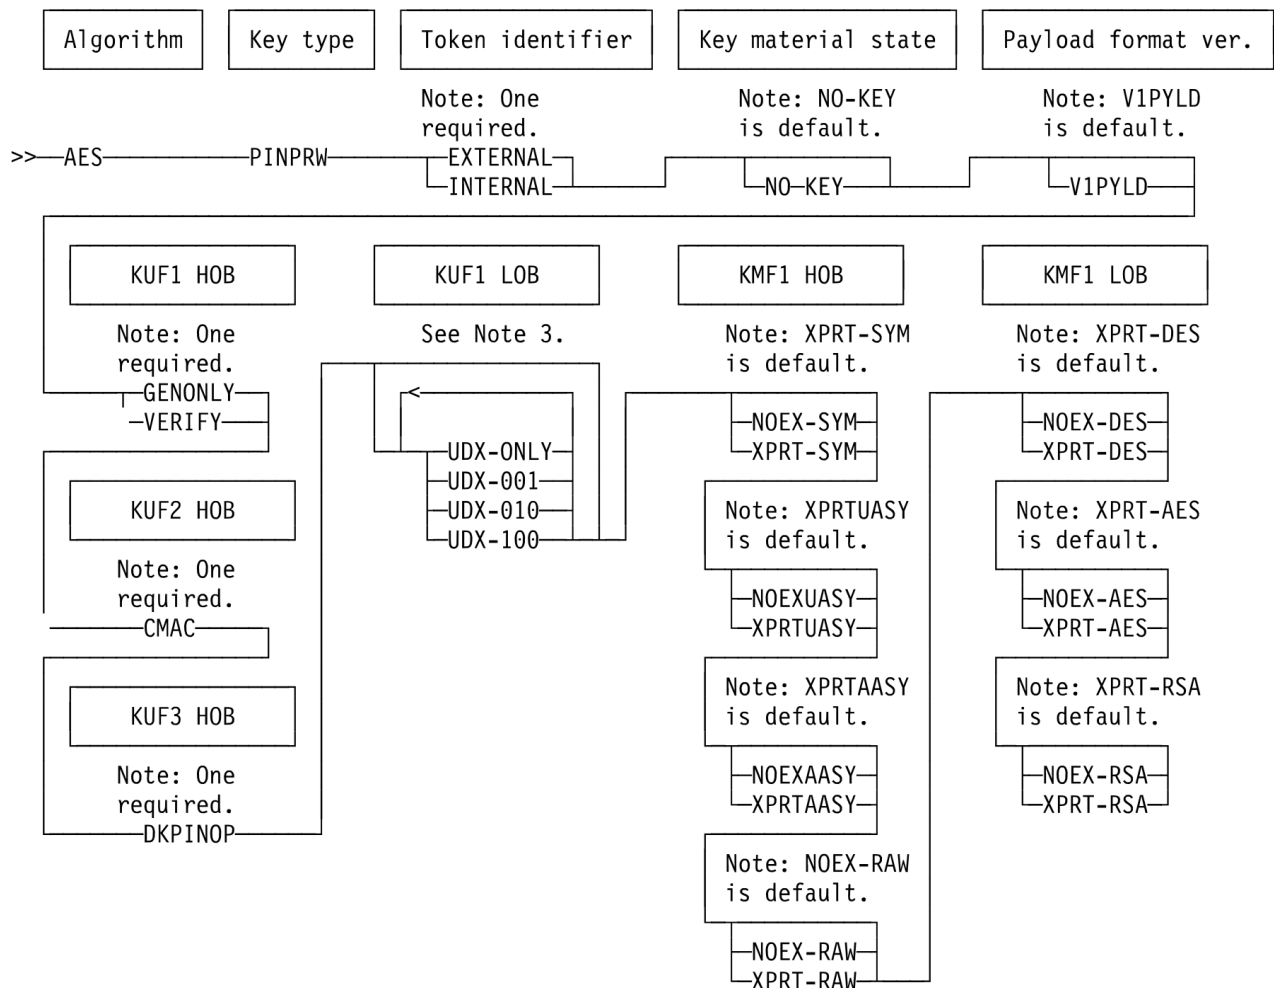 Algorithm Key type Token identifier Key material state Payload format ver.
Note: One Note: NO-KEY Note: V1PYLD
required. is default. is default.
>>—AES PINPRW EXTERNAL
INTERNAL NO-KEY V1PYLD
KUF1 HOB KUF1 LOB KMF1 HOB KMF1 LOB
Note: One See Note 3. Note: XPRT-SYM Note: XPRT-DES
required. is default. is default.
GENONLY <
VERIFY NOEX-SYM NOEX-DES
UDX-ONLY XPRT-SYM XPRT-DES
UDX-001
KUF2 HOB UDX-010 Note: XPRTUASY Note: XPRT-AES
UDX-100 is default. is default.
Note: One
required. NOEXUASY NOEX-AES
CMAC XPRTUASY XPRT-AES
KUF3 HOB Note: XPRTAASY Note: XPRT-RSA
is default. is default.
Note: One NOEXAASY NOEX-RSA
required. XPRTAASY XPRT-RSA
DKPINOP
Note: NOEX-RAW
is default.
NOEX-RAW
XPRT-RAW